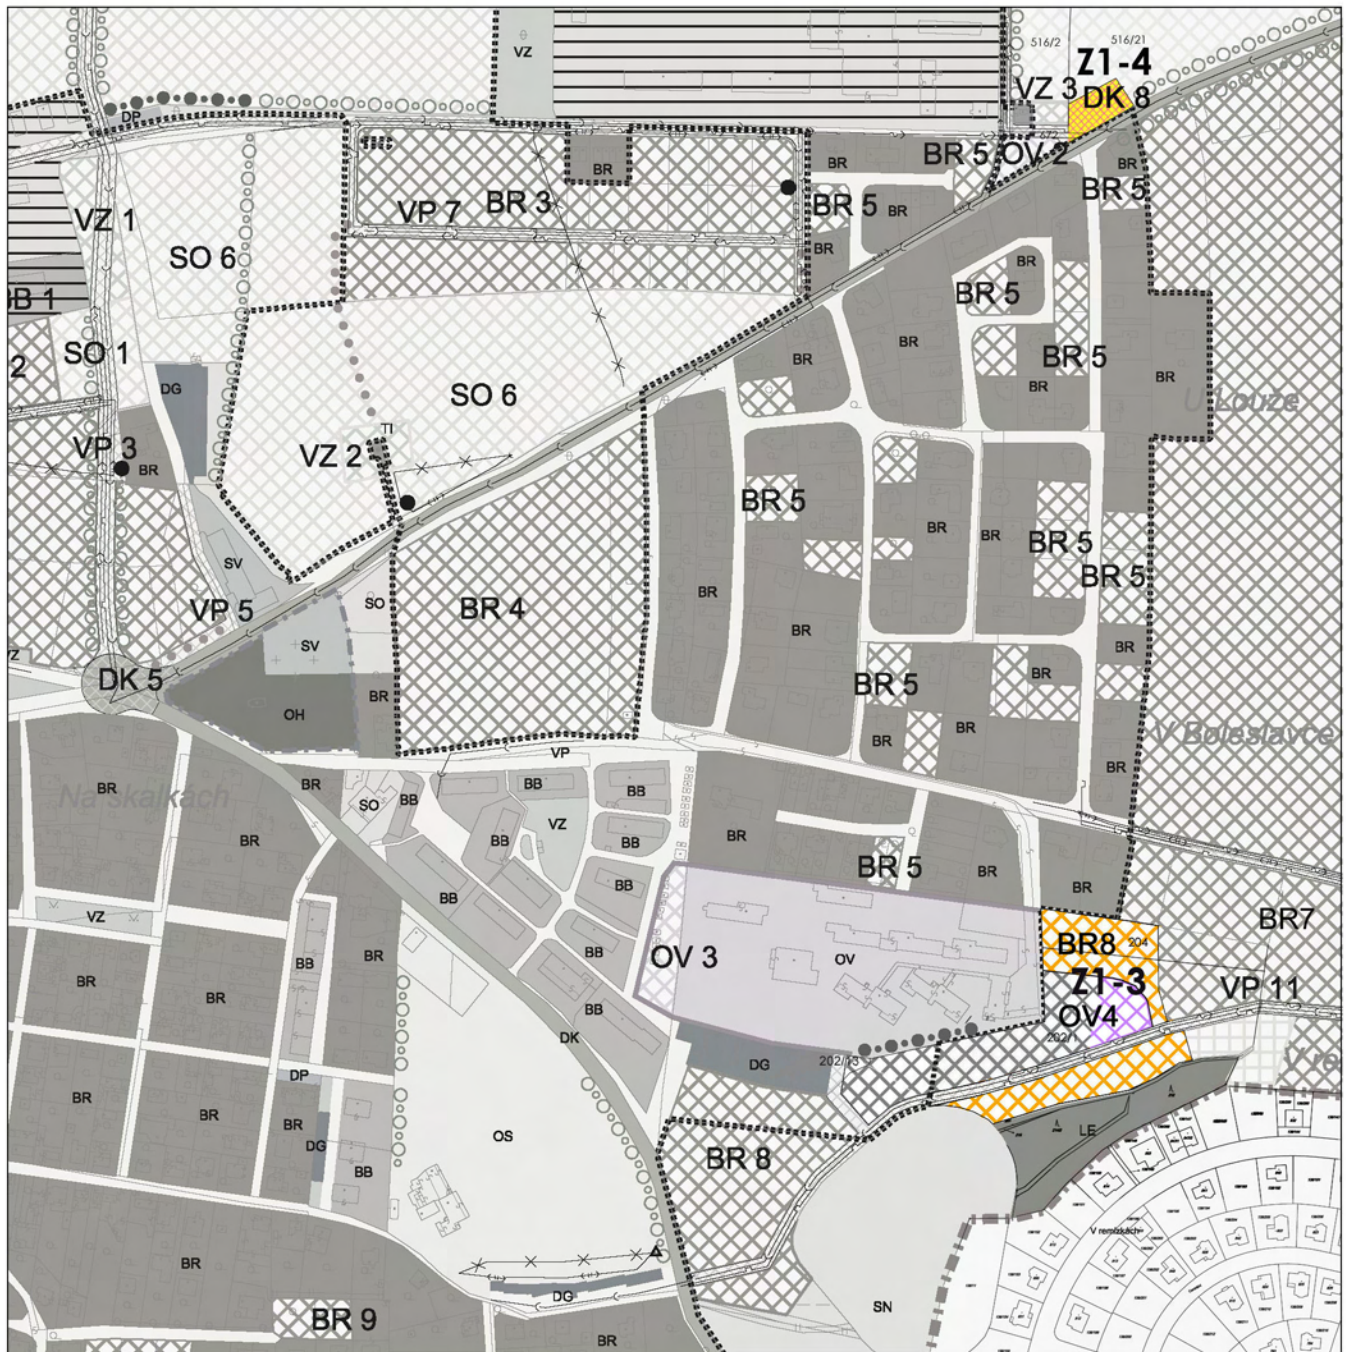 VZ
516/2
516/21
Z1-4
VZ 3
DK 8
DP
672
BR 5
OV 2
BR
BR
BR
BR 5
VP 7
BR 3
BR 5
BR
VZ 1
SO 6
BR
BR
BR 5
BB 1
SO 1
BR
BR
BR 5
2
DG
SO 6
BR
BR
U Louze
TI
VP 3
BR
VZ 2
BR 5
BR
BR
BR 5
SV
BR 5
SO
VP 5
BR 4
BR
BR
SV
BR
VZ
DK 5
BR
BR 5
BR
OH
BR
BR
V Boleslavce
VP
BR
BR
Na skalkách
BR
SO
BB
BB
BB
VZ
BR
BB
BB
BR
BR 5
BR
BB
BR
BB
VZ
BR7
BR8
204
BR
BB
OV 3
OV
BB
BR
Z1-3
VP 11
BR
BB
OV4
DK
202/1
202/13
DG
V re
DP
BR
BR
BR
DG
OS
LE
BR 8
BB
V remízkách
BR
DG
SN
BR 9
BR